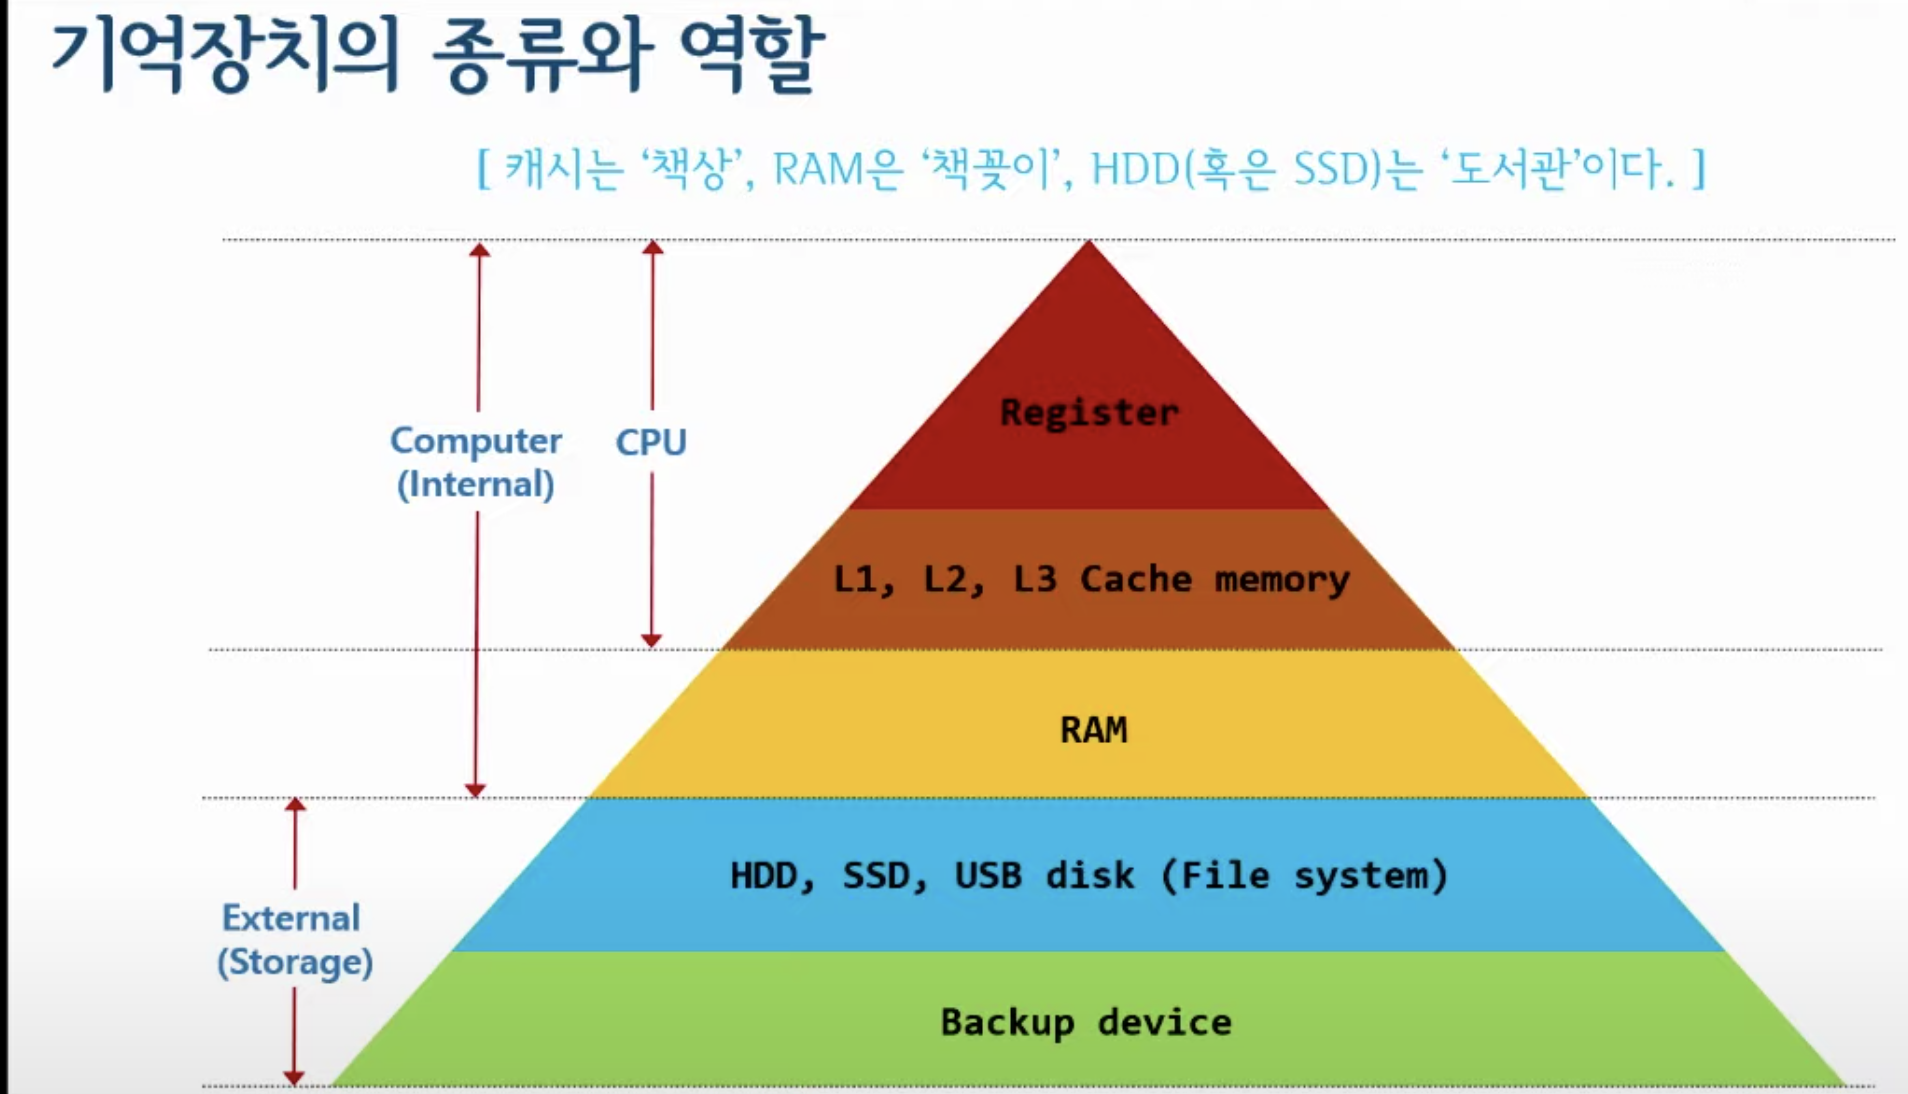 기억장치의 종류와 역할
[ 캐시는 ‘책상’, RAM은 ‘책꽂이’, HDD(혹은 SSD)는 ‘도서관’이다. ]
Computer
(Internal)
CPU
Register
L1, L2, L3 Cache memory
RAM
HDD, SSD, USB disk (File system)
External
(Storage)
Backup device